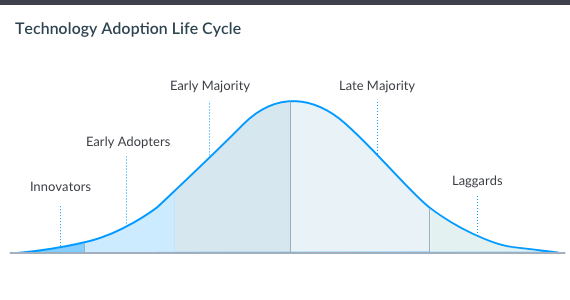 Technology Adoption Life Cycle
Early Majority
Late Majority
Early Adopters
Laggards
Innovators